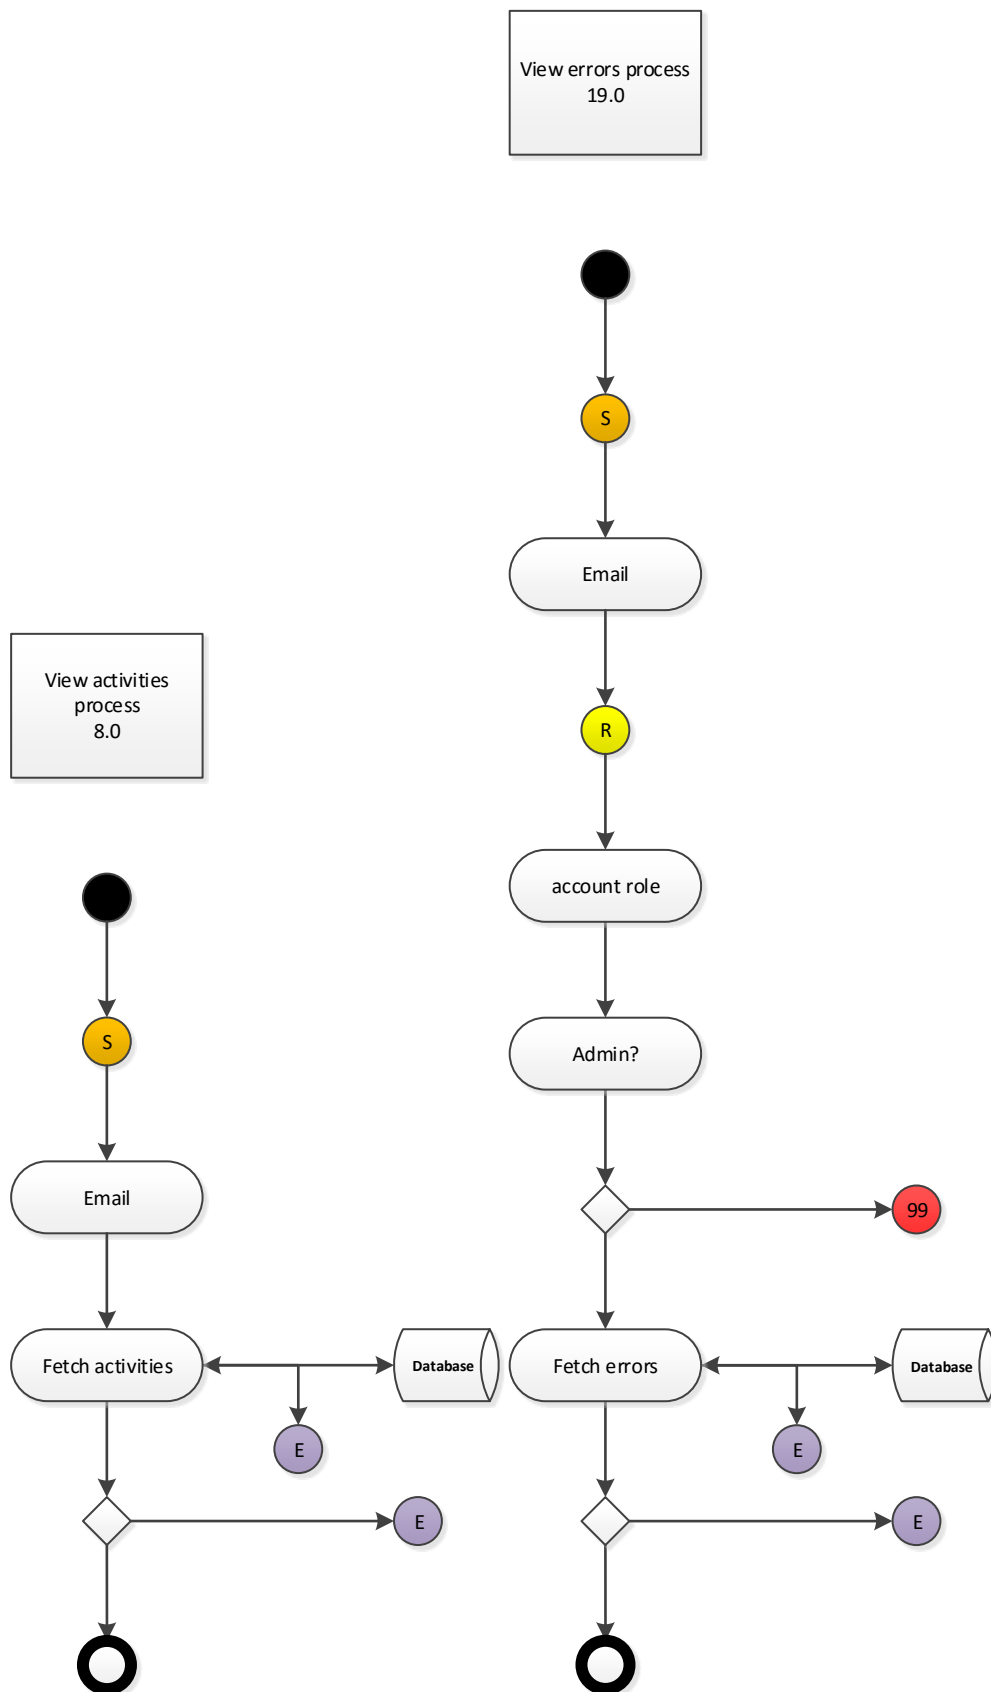 View errors process
19.0
S
Email
R
account role
Admin?
99
Fetch errors
Database
E
E
View activities
process
8.0
S
Email
Fetch activities
Database
E
E